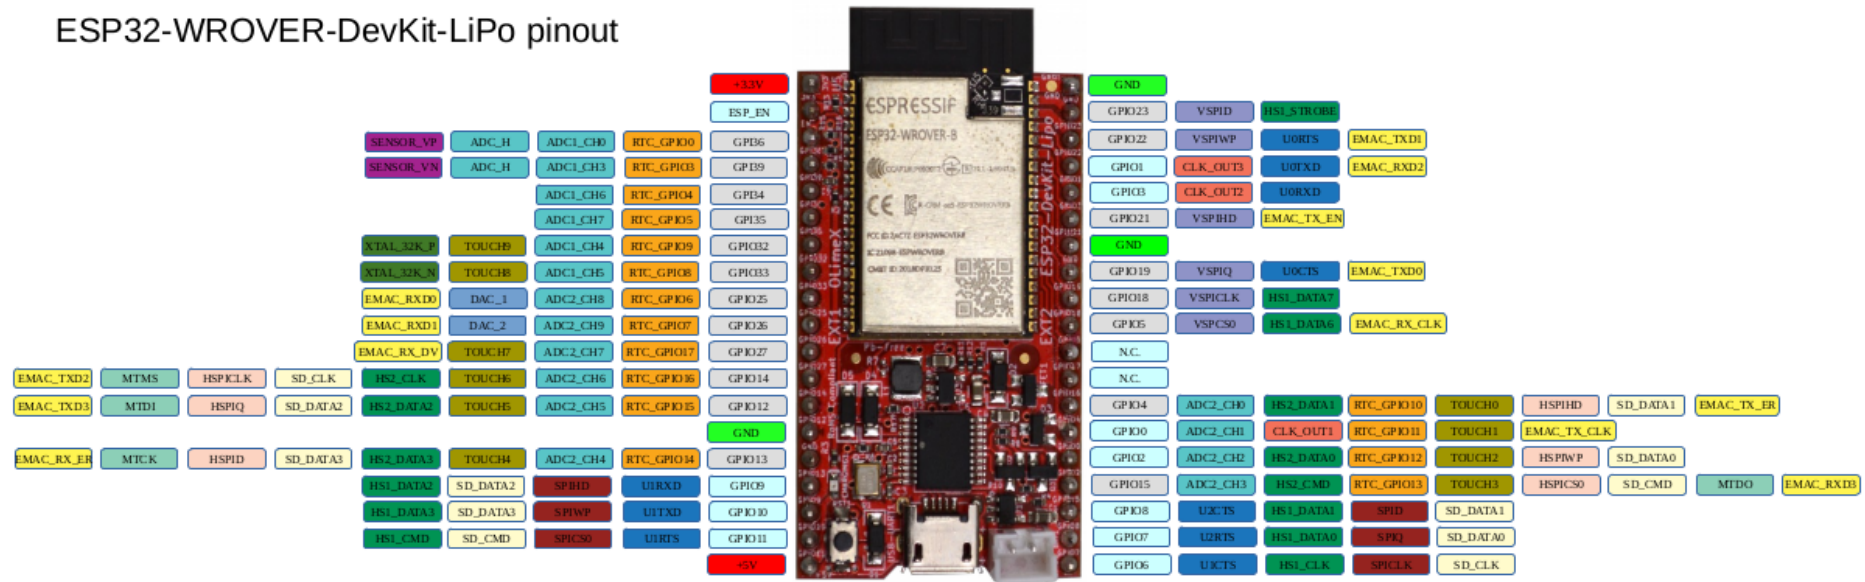 ESP32-WROVER-DevKit-LiPo pinout
+3.3V
ESP_EN
SENSOR_VP ADC_H ADC1_CH0 RTC_GPIO0 GPI36
SENSOR_VN ADC_H ADC1_CH3 RTC_GPIO3 GPI39
ADC1_CH6 RTC_GPIO4 GPI34
ADC1_CH7 RTC_GPIO5 GPI35
XTAL_32K_P TOUCH9 ADC1_CH4 RTC_GPIO9 GPIO32
XTAL_32K_N TOUCH8 ADC1_CH5 RTC_GPIO8 GPIO33
EMAC_RXD0 DAC_1 ADC2_CH8 RTC_GPIO6 GPIO25
EMAC_RXD1 DAC_2 ADC2_CH9 RTC_GPIO7 GPIO26
EMAC_RX_DV TOUCH7 ADC2_CH7 RTC_GPIO17 GPIO27
EMAC_TXD2 MTMS HSPICLK SD_CLK HS2_CLK TOUCH6 ADC2_CH6 RTC_GPIO16 GPIO14
EMAC_TXD3 MTDI HSPIQ SD_DATA2 HS2_DATA2 TOUCH5 ADC2_CH5 RTC_GPIO15 GPIO12
GND
EMAC_RX_ER MTCK HSPID SD_DATA3 HS2_DATA3 TOUCH4 ADC2_CH4 RTC_GPIO14 GPIO13
HS1_DATA2 SD_DATA2 SPIHD U1RXD GPIO9
HS1_DATA3 SD_DATA3 SPIWP U1TXD GPIO10
HS1_CMD SD_CMD SPICS0 U1RTS GPIO11
+5V
ESPRESSIF
ESP32-WROVER-B
CE
OLimeX
EXT1
ESP32-DevKit-Lipo
EXT2
GND
GPIO23 VSPID HS1_STROBE
GPIO22 VSPIWP U0RTS EMAC_TXD1
GPIO1 CLK_OUT3 U0TXD EMAC_RXD2
GPIO3 CLK_OUT2 U0RXD
GPIO21 VSPIHD EMAC_TX_EN
GND
GPIO19 VSPIQ U0CTS EMAC_TXD0
GPIO18 VSPICLK HS1_DATA7
GPIO5 VSPCS0 HS1_DATA6 EMAC_RX_CLK
N.C.
N.C.
GPIO4 ADC2_CH0 HS2_DATA1 RTC_GPIO10 TOUCH0 HSPIHD SD_DATA1 EMAC_TX_ER
GPIO0 ADC2_CH1 CLK_OUT1 RTC_GPIO11 TOUCH1 EMAC_TX_CLK
GPIO2 ADC2_CH2 HS2_DATA0 RTC_GPIO12 TOUCH2 HSPIWP SD_DATA0
GPIO15 ADC2_CH3 HS2_CMD RTC_GPIO13 TOUCH3 HSPICS0 SD_CMD MTDO EMAC_RXD3
GPIO8 U2CTS HS1_DATA1 SPID SD_DATA1
GPIO7 U2RTS HS1_DATA0 SPIQ SD_DATA0
GPIO6 U1CTS HS1_CLK SPICLK SD_CLK